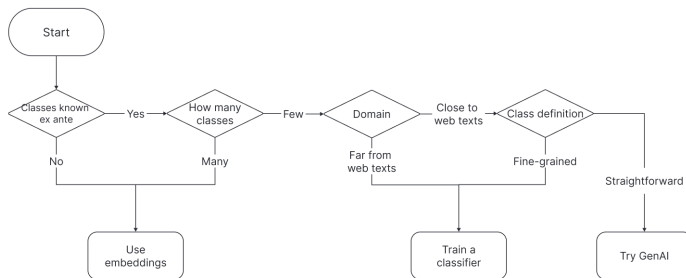 Start
Classes known
ex ante
Yes
How many
classes
Few
Domain
Close to
web texts
Class definition
No
Many
Far from
web texts
Fine-grained
Straightforward
Use
embeddings
Train a
classifier
Try GenAI